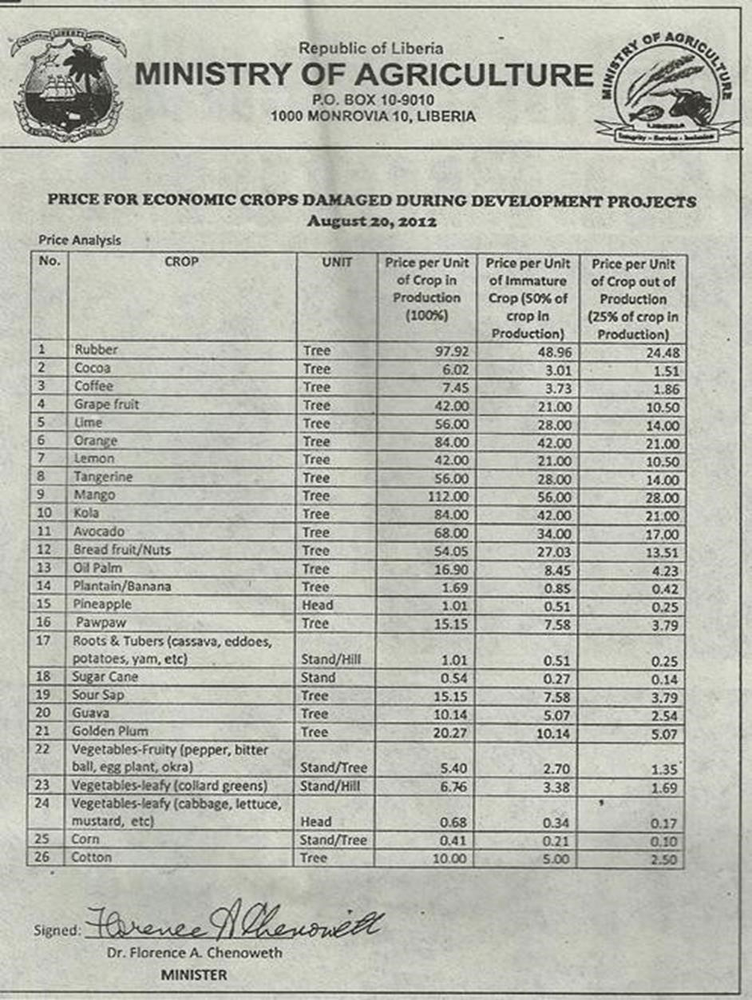 Republic of Liberia
MINISTRY OF AGRICULTURE
P.O. BOX 10-9010
1000 MONROVIA 10, LIBERIA
MINISTRY OF AGRICULTURE
LIBERIA
Integrity - Service - Inclusion
PRICE FOR ECONOMIC CROPS DAMAGED DURING DEVELOPMENT PROJECTS
August 20, 2012
Price Analysis
No. CROP UNIT Price per Unit of Crop in Production (100%) Price per Unit of Immature Crop (50% of crop in Production) Price per Unit of Crop out of Production (25% of crop in Production)
1 Rubber Tree 97.92 48.96 24.48
2 Cocoa Tree 6.02 3.01 1.51
3 Coffee Tree 7.45 3.73 1.86
4 Grape fruit Tree 42.00 21.00 10.50
5 Lime Tree 56.00 28.00 14.00
6 Orange Tree 84.00 42.00 21.00
7 Lemon Tree 42.00 21.00 10.50
8 Tangerine Tree 56.00 28.00 14.00
9 Mango Tree 112.00 56.00 28.00
10 Kola Tree 84.00 42.00 21.00
11 Avocado Tree 68.00 34.00 17.00
12 Bread fruit/Nuts Tree 54.05 27.03 13.51
13 Oil Palm Tree 16.90 8.45 4.23
14 Plantain/Banana Tree 1.69 0.85 0.42
15 Pineapple Head 1.01 0.51 0.25
16 Pawpaw Tree 15.15 7.58 3.79
17 Roots & Tubers (cassava, eddoes,
potatoes, yam, etc) Stand/Hill 1.01 0.51 0.25
18 Sugar Cane Stand 0.54 0.27 0.14
19 Sour Sap Tree 15.15 7.58 3.79
20 Guava Tree 10.14 5.07 2.54
21 Golden Plum Tree 20.27 10.14 5.07
22 Vegetables-Fruity (pepper, bitter
ball, egg plant, okra) Stand/Tree 5.40 2.70 1.35
23 Vegetables-leafy (collard greens) Stand/Hill 6.76 3.38 1.69
24 Vegetables-leafy (cabbage, lettuce,
mustard, etc) Head 0.68 0.34 0.17
25 Corn Stand/Tree 0.41 0.21 0.10
26 Cotton Tree 10.00 5.00 2.50
Signed: Florence A Chenoweth
Dr. Florence A. Chenoweth
MINISTER